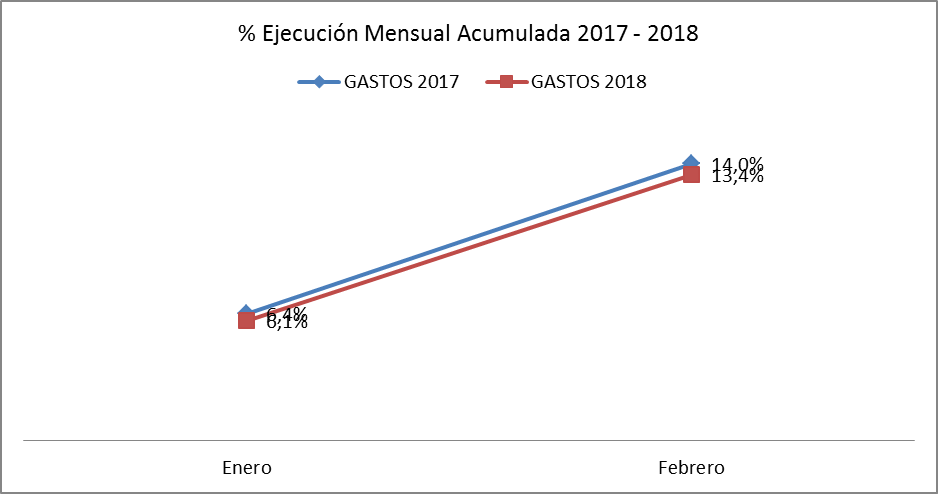 % Ejecución Mensual Acumulada 2017 - 2018
GASTOS 2017 GASTOS 2018
14,0%
13,4%
6,4%
6,1%
Enero Febrero